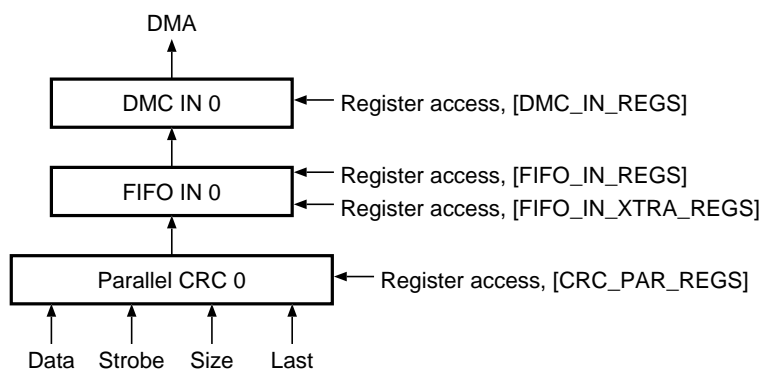 DMA
DMC IN 0
Register access, [DMC_IN_REGS]
FIFO IN 0
Register access, [FIFO_IN_REGS]
Register access, [FIFO_IN_XTRA_REGS]
Parallel CRC 0
Register access, [CRC_PAR_REGS]
Data Strobe Size Last